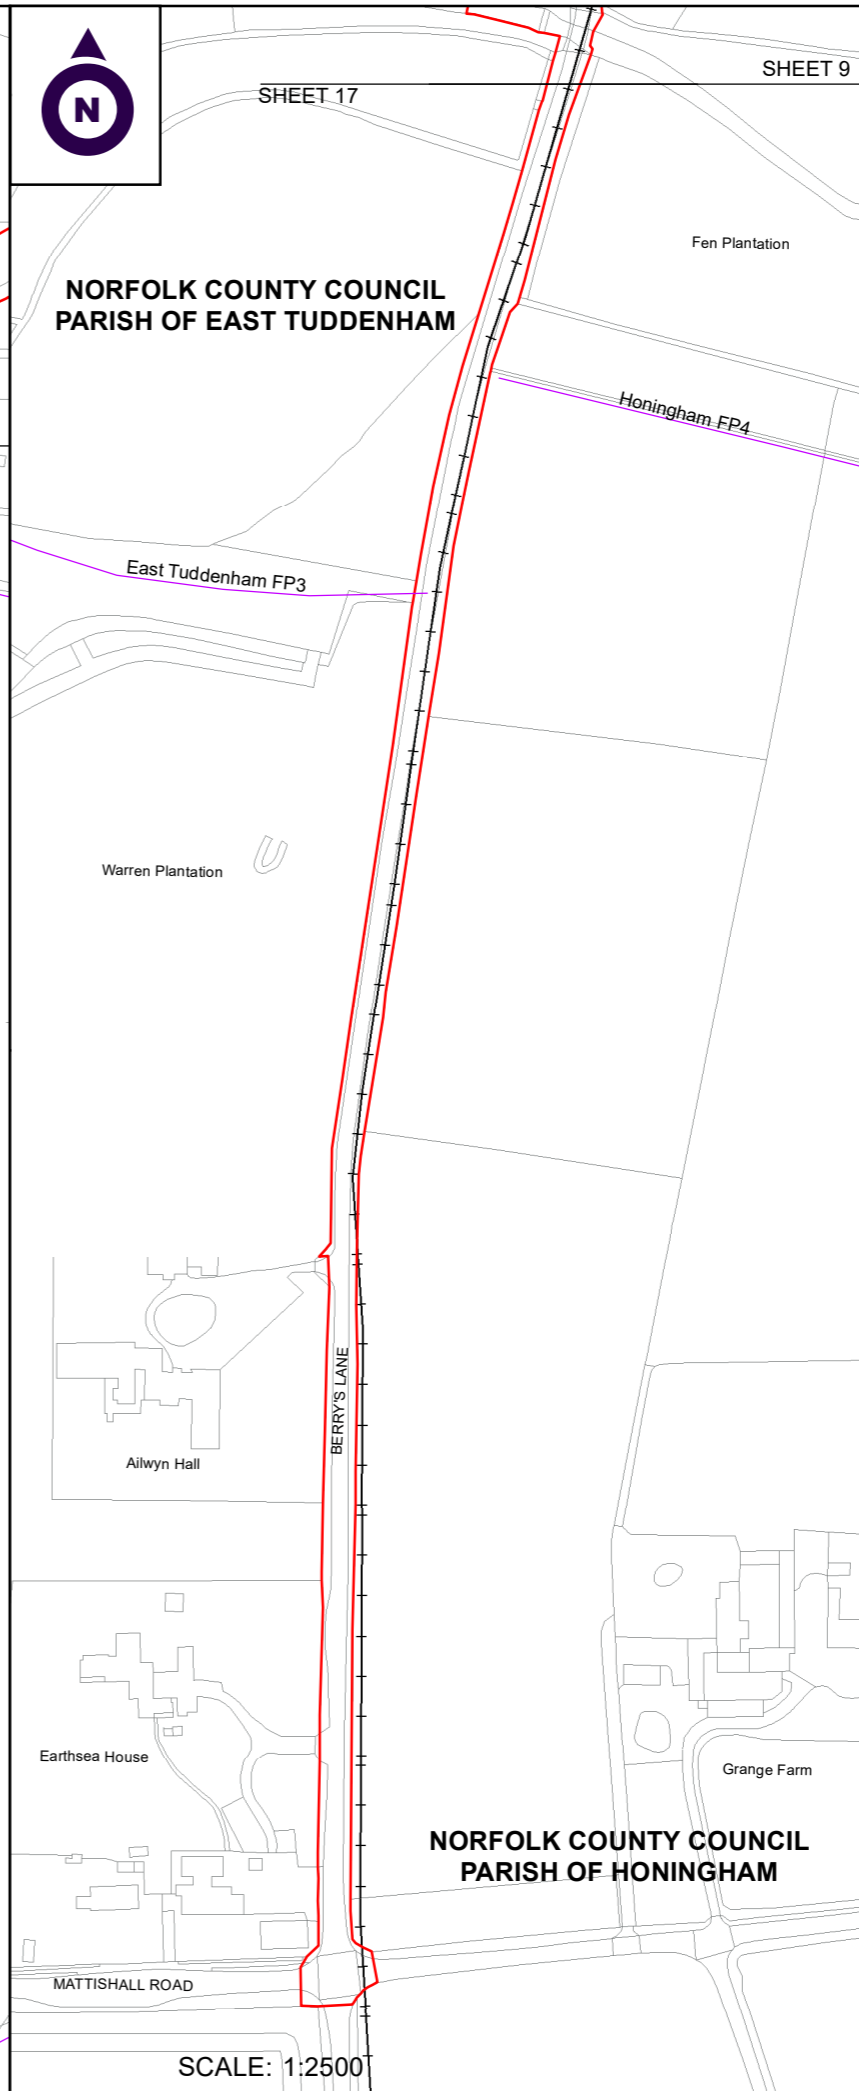 N
SHEET 9
SHEET 17
Fen Plantation
NORFOLK COUNTY COUNCIL
PARISH OF EAST TUDDENHAM
Honingham FP4
East Tuddenham FP3
Warren Plantation
BERRY'S LANE
Ailwyn Hall
Earthsea House
Grange Farm
NORFOLK COUNTY COUNCIL
PARISH OF HONINGHAM
MATTISHALL ROAD
SCALE: 1:2500